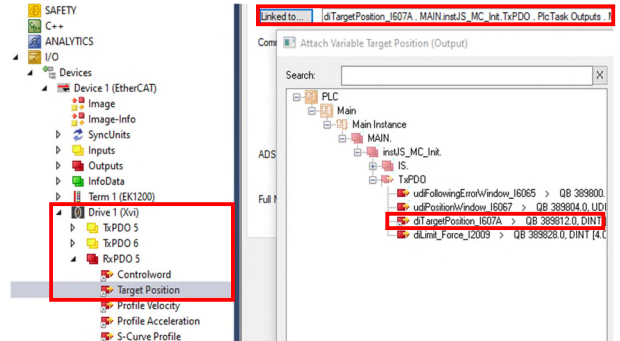 SAFETY
C++
ANALYTICS
I/O
Devices
Device 1 (EtherCAT)
Image
Image-Info
SyncUnits
Inputs
Outputs
InfoData
Term 1 (EK1200)
Drive 1 (Xvi)
TxPDO 5
TxPDO 6
RxPDO 5
Controlword
Target Position
Profile Velocity
Profile Acceleration
S-Curve Profile
Linked to... diTargetPosition_I607A . MAIN.instJS_MC_Init.TxPDO . PlcTask Outputs .
Comm
ADS
Full N
Attach Variable Target Position (Output)
Search: X
PLC
Main
Main Instance
MAIN.
instJS_MC_Init.
IS.
TxPDO
udiFollowingErrorWindow_I6065 > QB 389800.
udiPositionWindow_I6067 > QB 389804.0, UDI
diTargetPosition_I607A > QB 389812.0, DINT [
diLimit_Force_I2009 > QB 389828.0, DINT [4.0